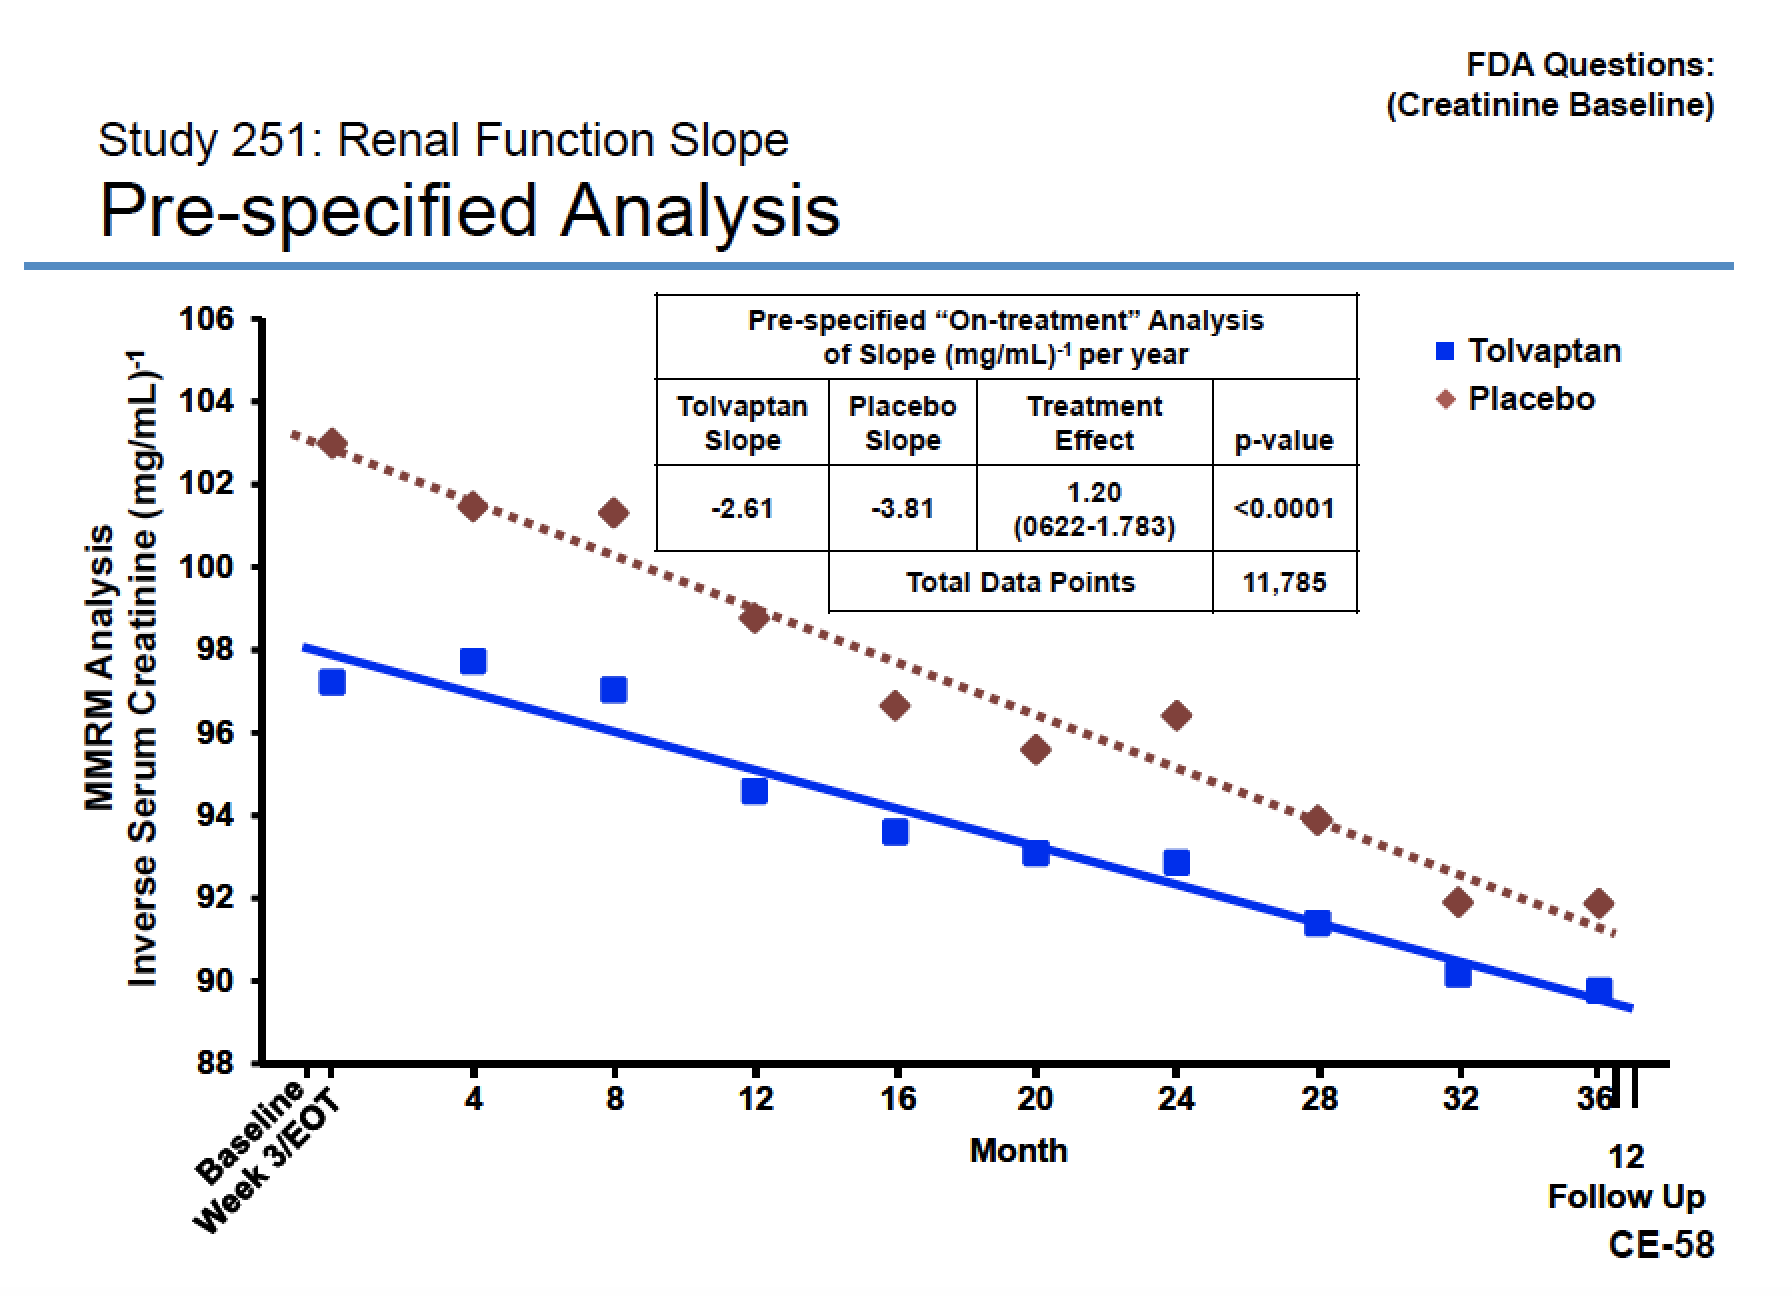 FDA Questions:
(Creatinine Baseline)
Study 251: Renal Function Slope
Pre-specified Analysis
Pre-specified “On-treatment” Analysis
of Slope (mg/mL)-1 per year
Tolvaptan
Slope
Placebo
Slope
Treatment
Effect
p-value
-2.61
-3.81
1.20
(0622-1.783)
<0.0001
Total Data Points
11,785
Tolvaptan
Placebo
MMRM Analysis
Inverse Serum Creatinine (mg/mL)-1
106
104
102
100
98
96
94
92
90
88
Baseline
Week 3/EOT
4
8
12
16
20
24
28
32
36
Month
12
Follow Up
CE-58